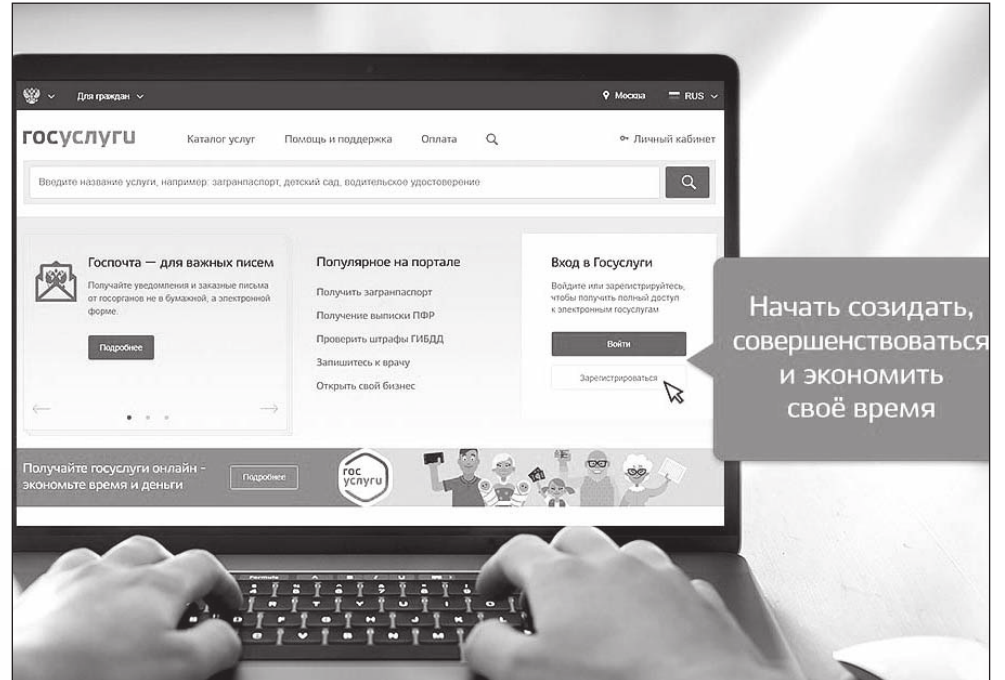 Для граждан
Москва
RUS
госуслуги
Каталог услуг
Помощь и поддержка
Оплата
Личный кабинет
Введите название услуги, например: загранпаспорт, детский сад, водительское удостоверение
Госпочта — для важных писем
Получайте уведомления и заказные письма
от госорганов не в бумажной, а электронной
форме.
Подробнее
Популярное на портале
Получить загранпаспорт
Получение выписки ПФР
Проверить штрафы ГИБДД
Запишитесь к врачу
Открыть свой бизнес
Вход в Госуслуги
Войдите или зарегистрируйтесь,
чтобы получить полный доступ
к электронным госуслугам
Войти
Зарегистрироваться
Начать созидать,
совершенствоваться
и экономить
своё время
Получайте госуслуги онлайн –
экономьте время и деньги
Подробнее
гос
услуги